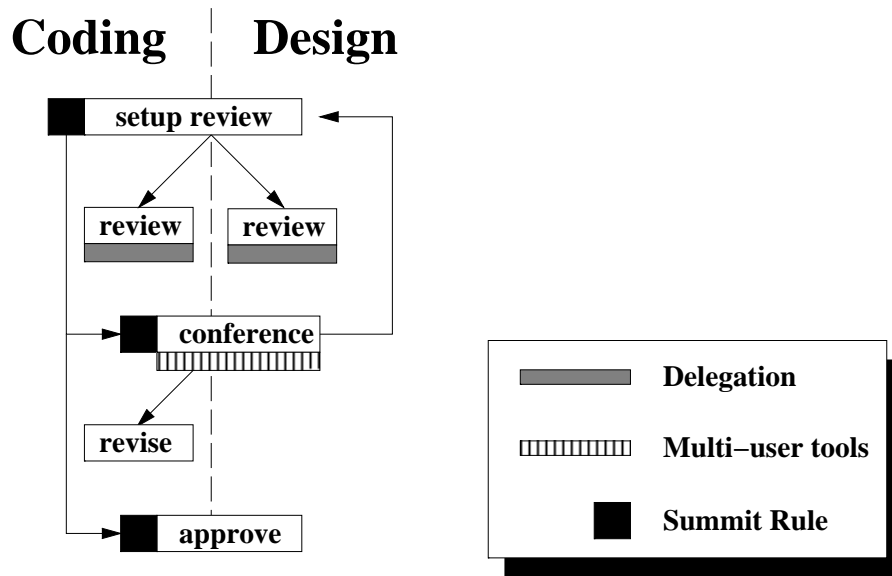 Coding Design
setup review
review review
conference
revise
approve
Delegation
Multi−user tools
Summit Rule